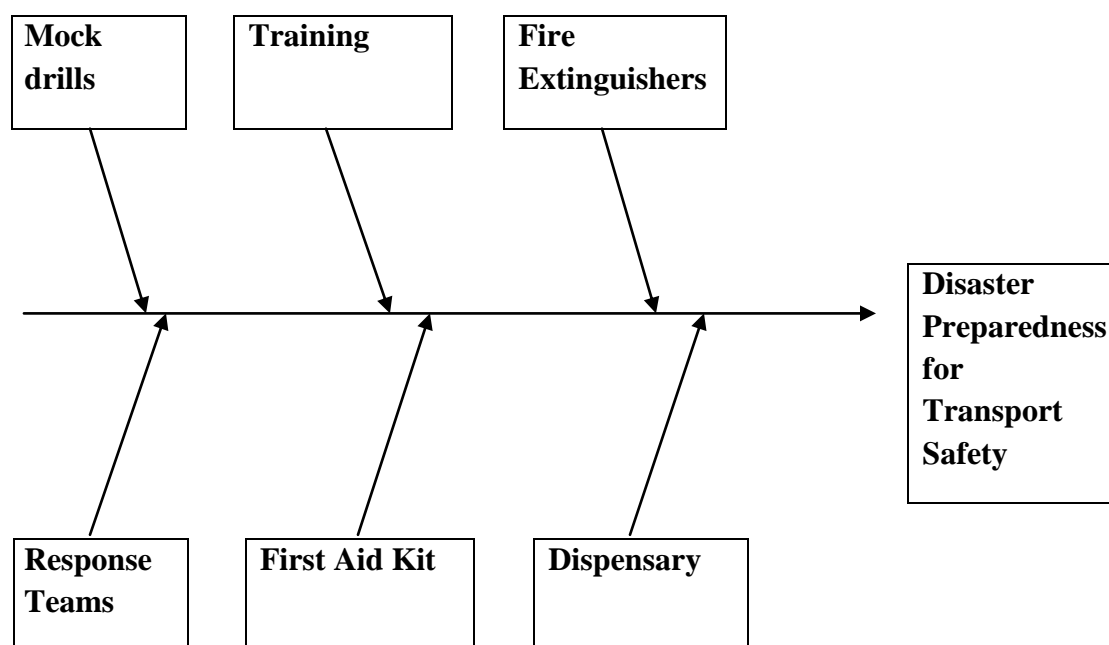 Mock
drills
Training
Fire
Extinguishers
Disaster
Preparedness
for
Transport
Safety
Response
Teams
First Aid Kit
Dispensary